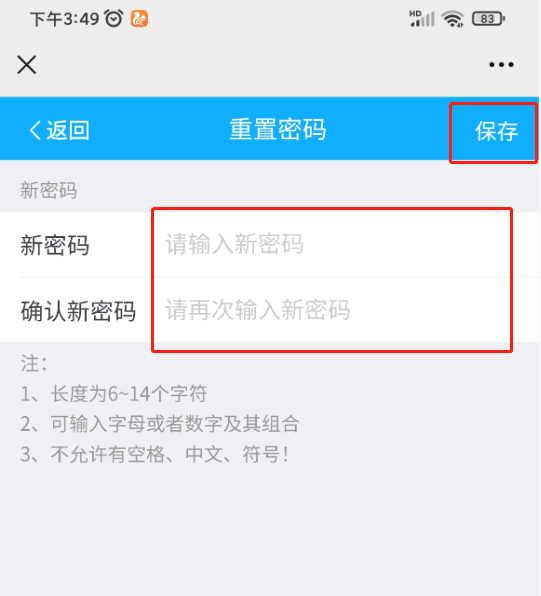 下午3:49 HD 83
返回 重置密码 保存
新密码
新密码 请输入新密码
确认新密码 请再次输入新密码
注：
1、长度为6~14个字符
2、可输入字母或者数字及其组合
3、不允许有空格、中文、符号！